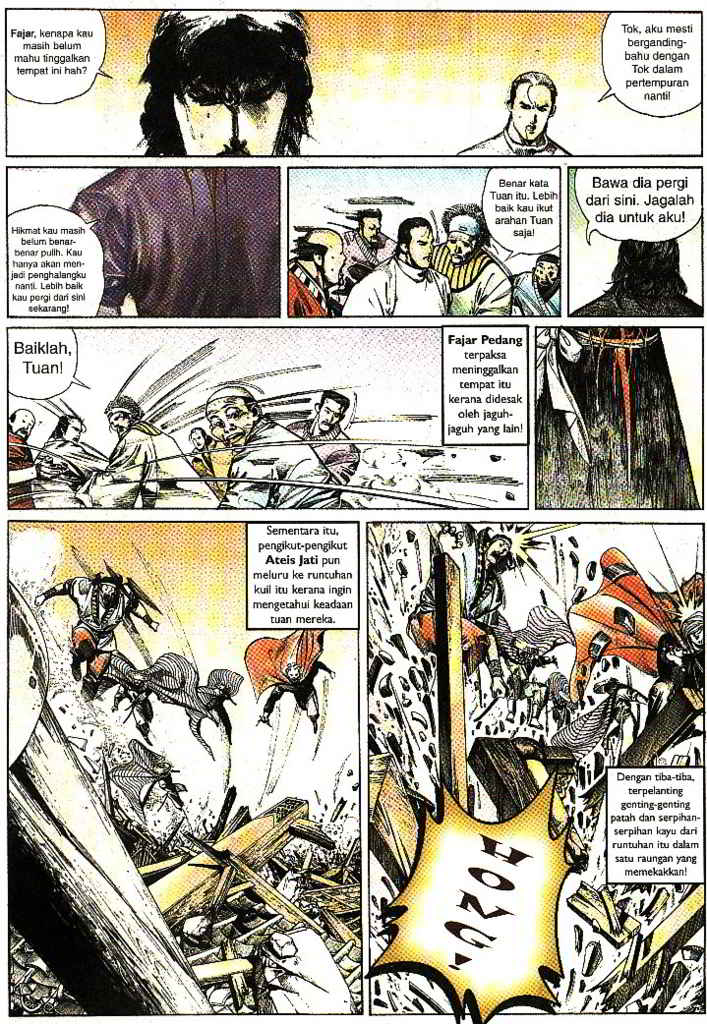 Fajar, kenapa kau
masih belum
mahu tinggalkan
tempat ini hah?
Tok, aku mesti
berganding-
bahu dengan
Tok dalam
pertempuran
nanti!
Hikmat kau masih
belum benar-
benar pulih. Kau
hanya akan men-
jadi penghalangku
nanti. Lebih baik
kau pergi dari sini
sekarang!
Benar kata
Tuan itu. Lebih
baik kau ikut
arahan Tuan
saja!
Bawa dia pergi
dari sini. Jagalah
dia untuk aku!
Baiklah,
Tuan!
Fajar Pedang
terpaksa
meninggalkan
tempat itu
kerana didesak
oleh jaguh-
jaguh yang lain!
Sementara itu,
pengikut-pengikut
Ateis Jati pun
meluru ke runtuhan
kuil itu kerana ingin
mengetahui keadaan
tuan mereka.
Dengan tiba-tiba,
terpelanting
genting-genting
patah dan serpihan-
serpihan kayu dari
runtuhan itu dalam
satu raungan yang
memekakkan!
HONG!